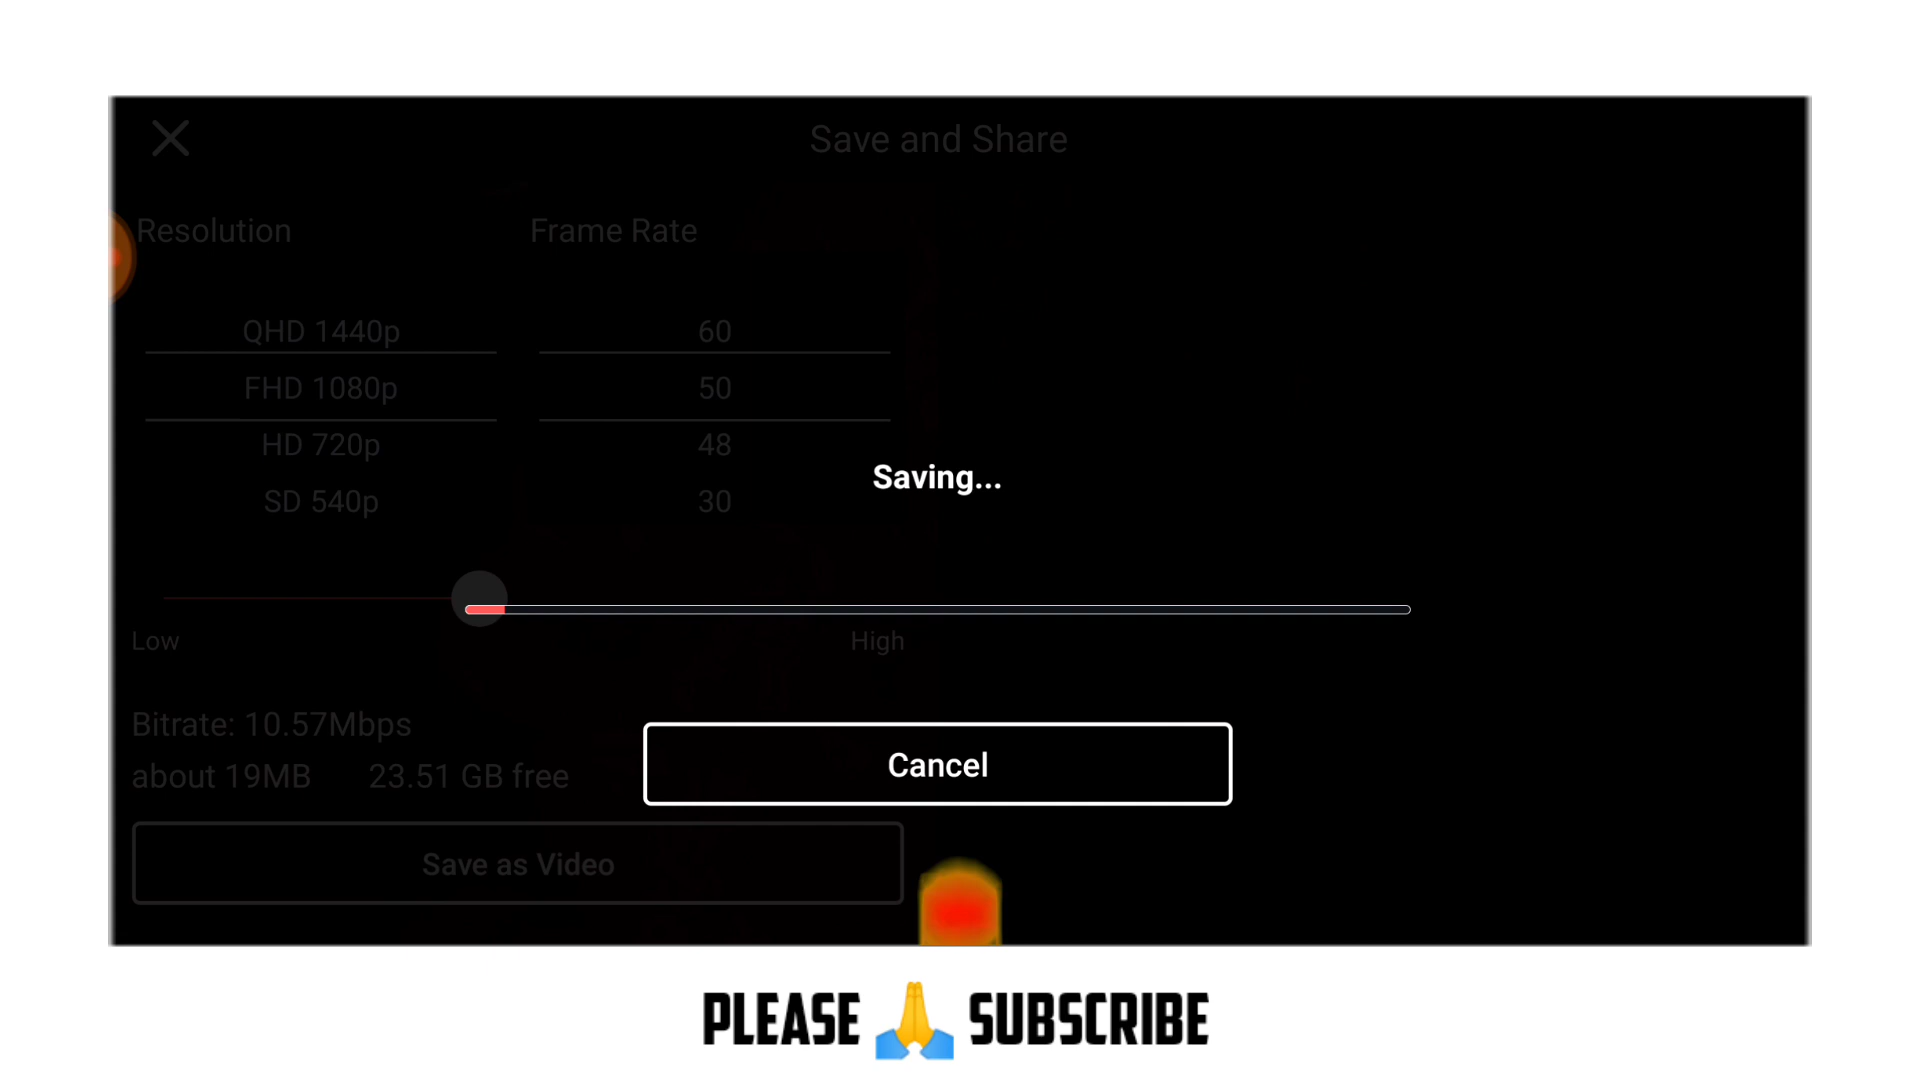 Save and Share
Resolution
Frame Rate
QHD 1440p
60
FHD 1080p
50
HD 720p
48
SD 540p
30
Saving...
Low
High
Bitrate: 10.57Mbps
about 19MB 23.51 GB free
Cancel
Save as Video
PLEASE 🙏 SUBSCRIBE